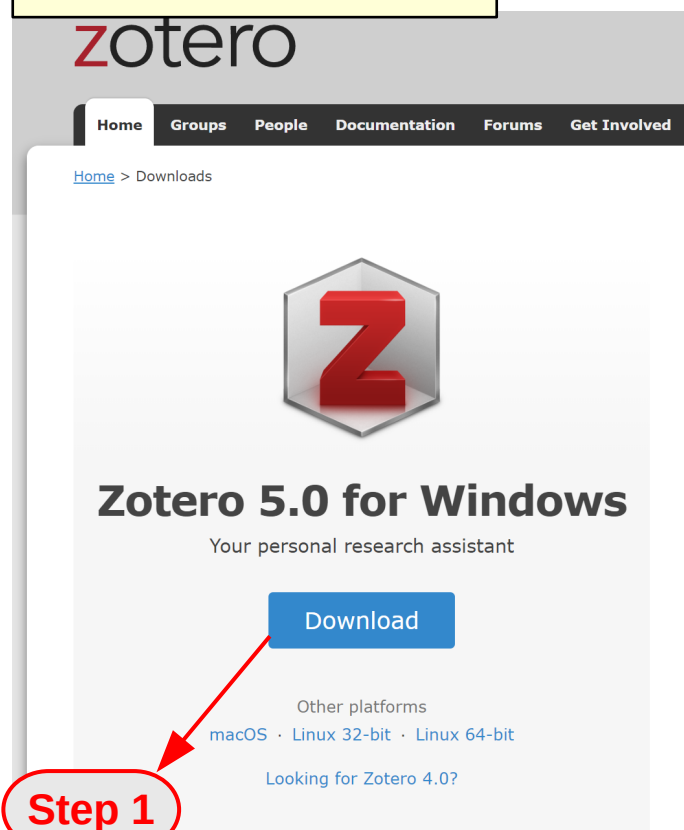 zotero
Home Groups People Documentation Forums Get Involved
Home > Downloads
Z
Zotero 5.0 for Windows
Your personal research assistant
Download
Other platforms
macOS · Linux 32-bit · Linux 64-bit
Looking for Zotero 4.0?
Step 1